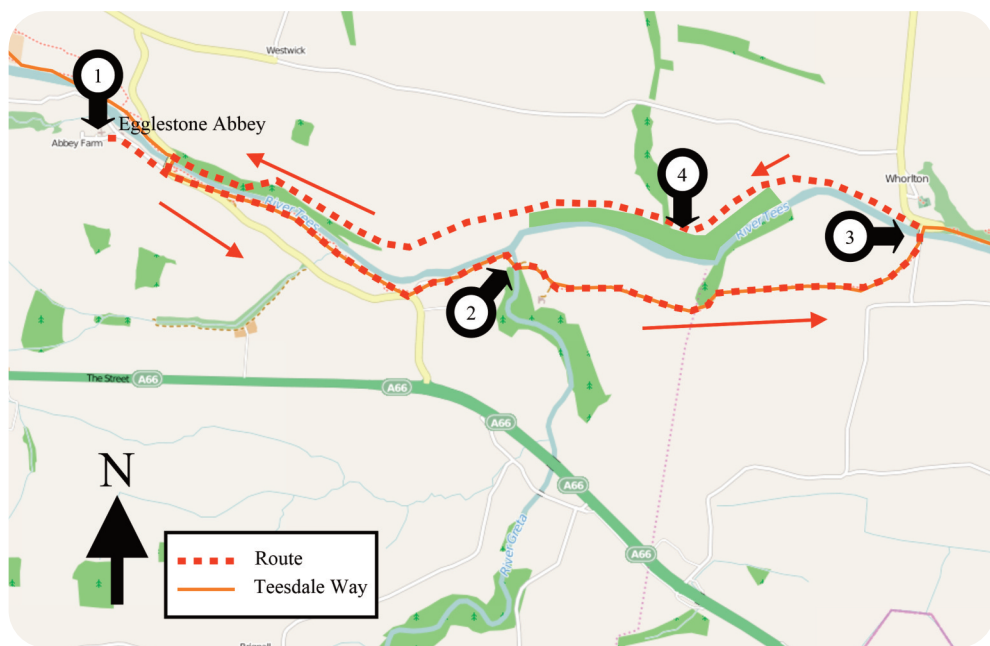 Westwick
1
Egglestone Abbey
Abbey Farm
River Tees
4
Whorlton
River Tees
3
2
The Street
A66
A66
A66
A66
A66
River Greta
N
Route
Teesdale Way